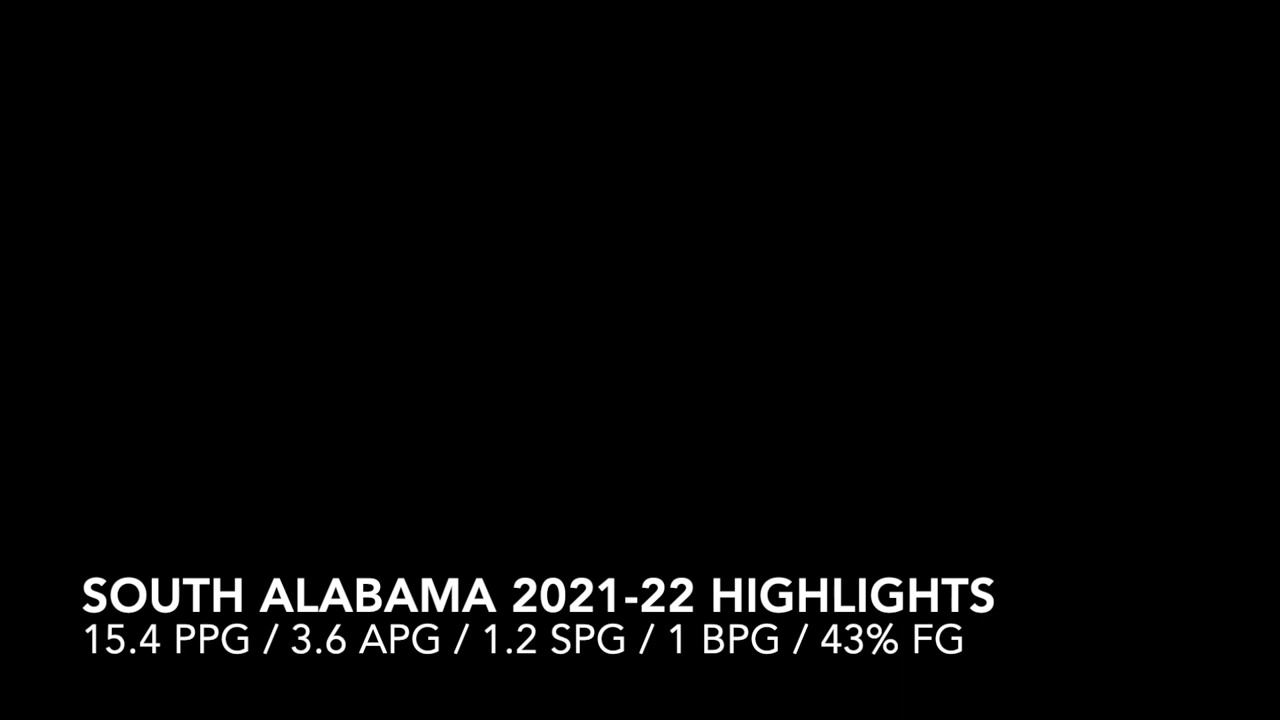 SOUTH ALABAMA 2021-22 HIGHLIGHTS
15.4 PPG / 3.6 APG / 1.2 SPG / 1 BPG / 43% FG